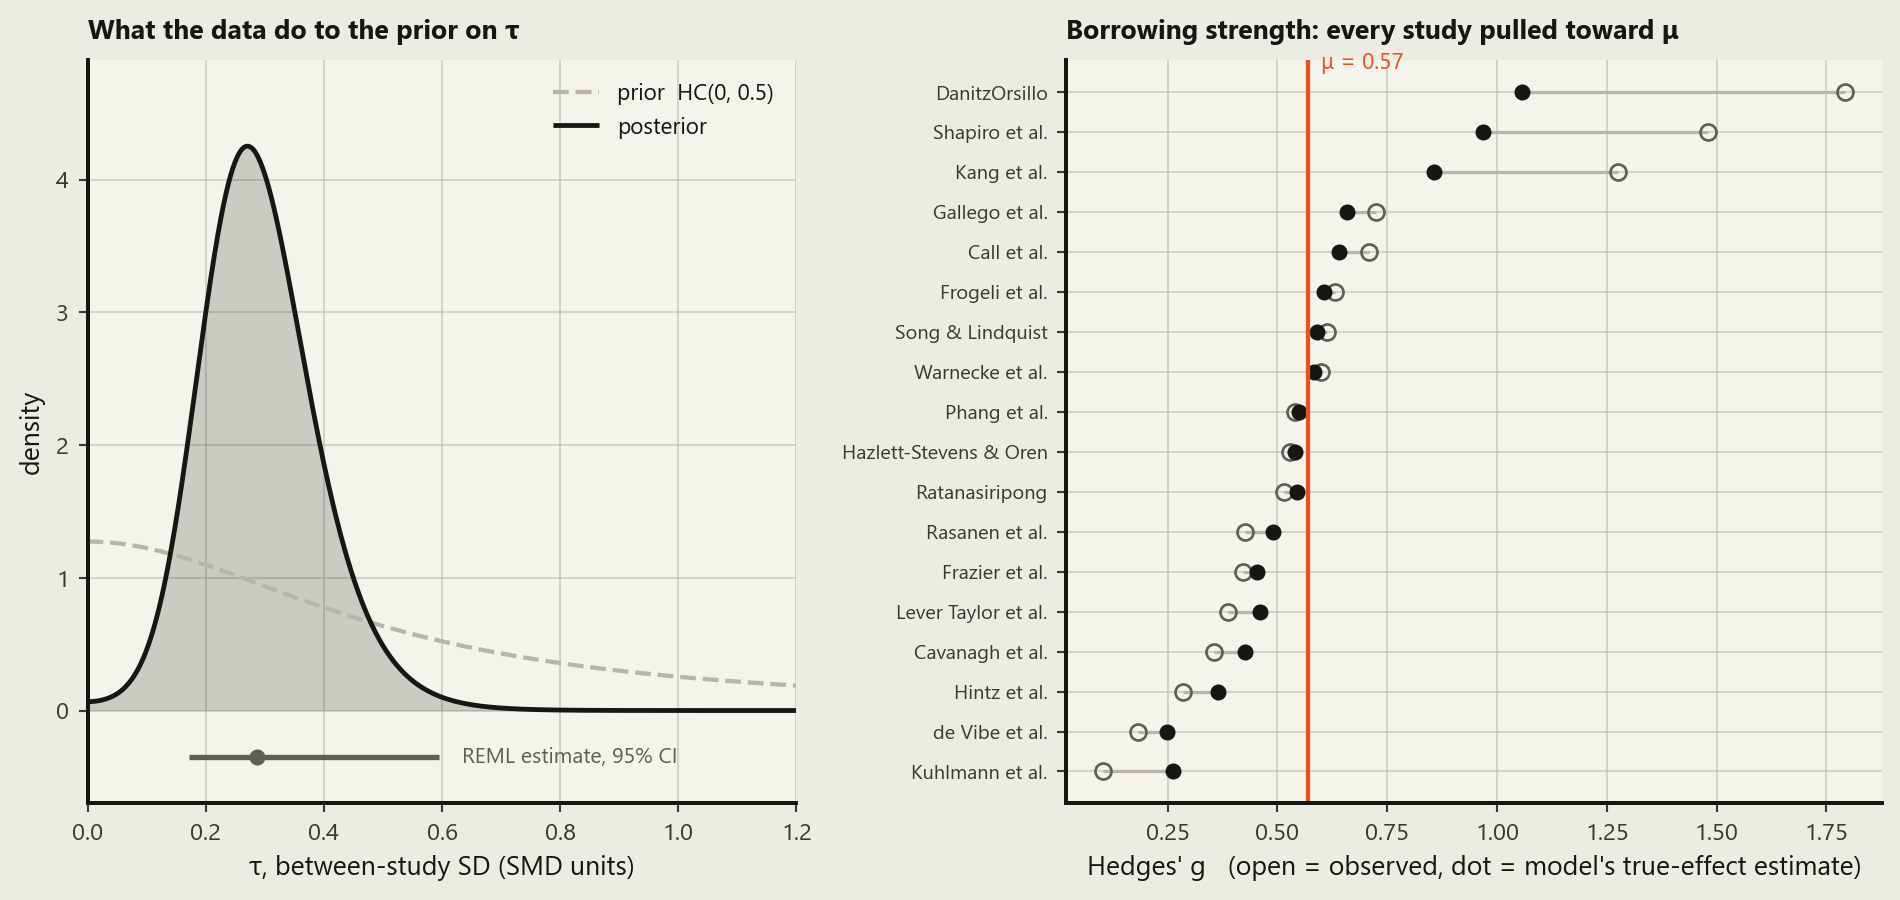 What the data do to the prior on τ
prior HC(0, 0.5)
posterior
4
3
2
1
0
density
REML estimate, 95% CI
0.0 0.2 0.4 0.6 0.8 1.0 1.2
τ, between-study SD (SMD units)
Borrowing strength: every study pulled toward μ
μ = 0.57
DanitzOrsillo
Shapiro et al.
Kang et al.
Gallego et al.
Call et al.
Frogeli et al.
Song & Lindquist
Warnecke et al.
Phang et al.
Hazlett-Stevens & Oren
Ratanasiripong
Rasanen et al.
Frazier et al.
Lever Taylor et al.
Cavanagh et al.
Hintz et al.
de Vibe et al.
Kuhlmann et al.
0.25 0.50 0.75 1.00 1.25 1.50 1.75
Hedges' g (open = observed, dot = model's true-effect estimate)